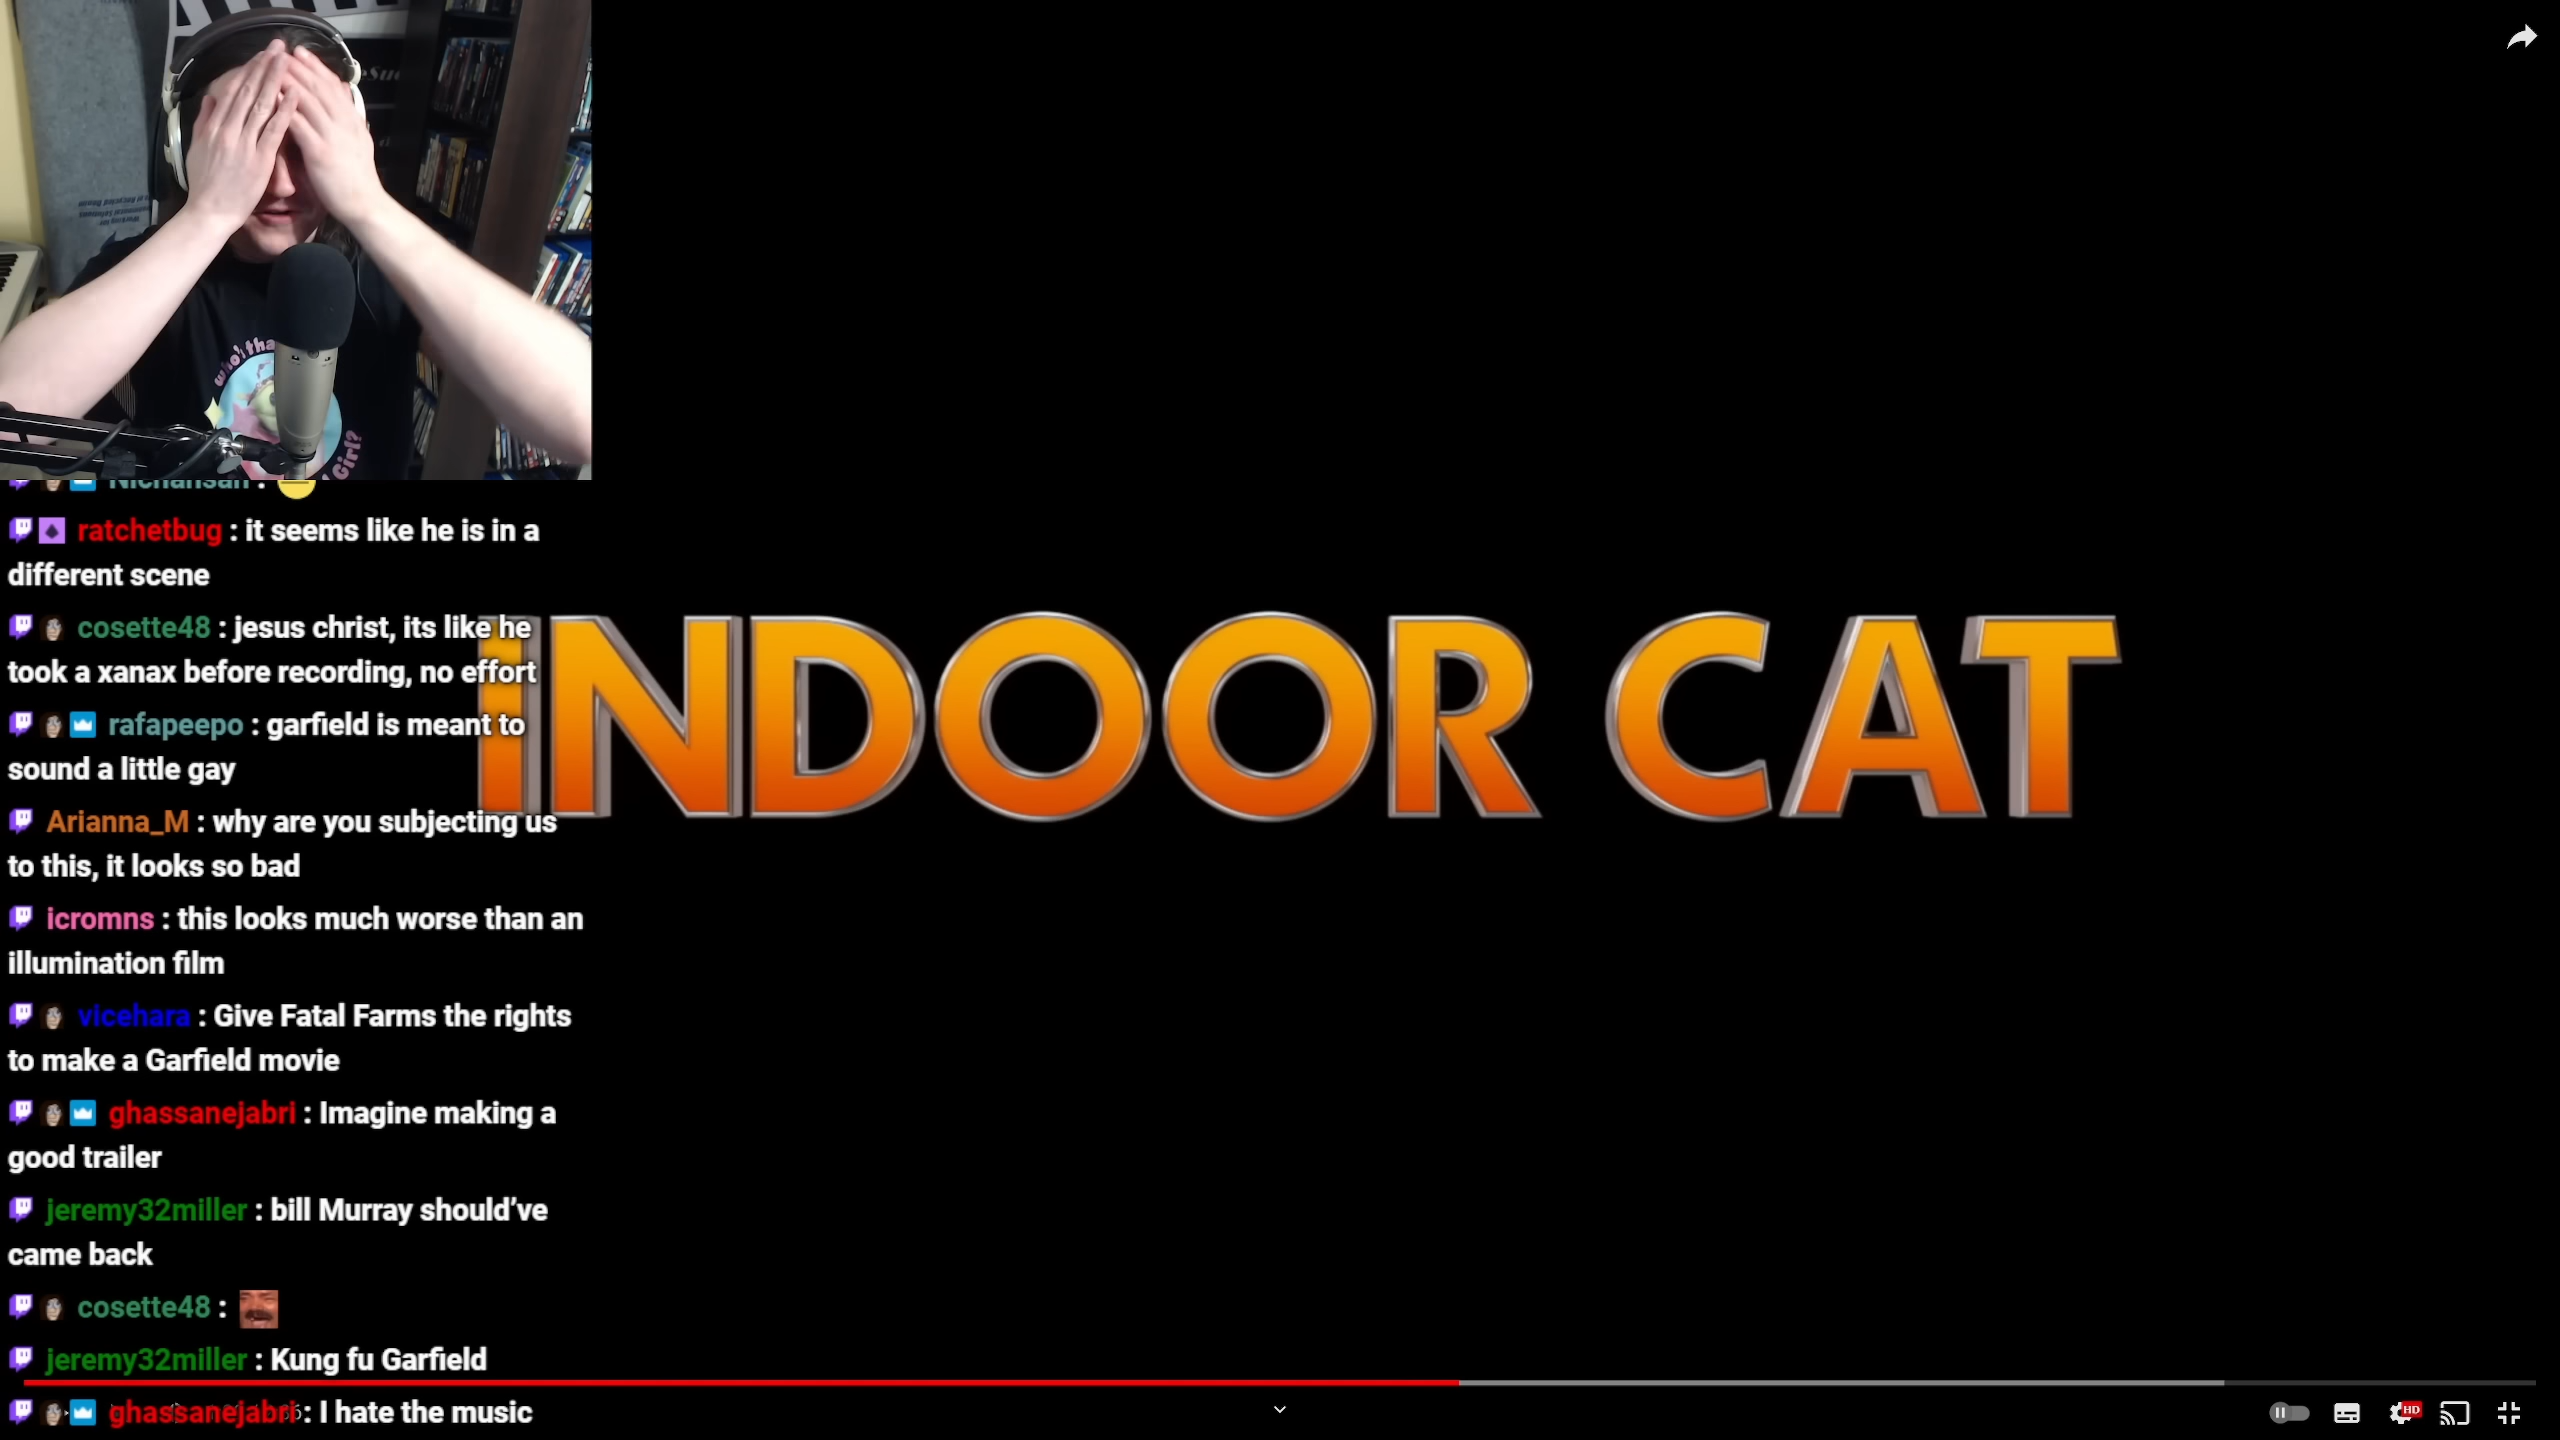 who's tha
Girl?
ratchetbug : it seems like he is in a
different scene
cosette48 : jesus christ, its like he
took a xanax before recording, no effort
rafapeepo : garfield is meant to
sound a little gay
Arianna_M : why are you subjecting us
to this, it looks so bad
icromns : this looks much worse than an
illumination film
vicehara : Give Fatal Farms the rights
to make a Garfield movie
ghassanejabri : Imagine making a
good trailer
jeremy32miller : bill Murray should’ve
came back
cosette48 :
jeremy32miller : Kung fu Garfield
ghassanejabri : I hate the music
INDOOR CAT
HD